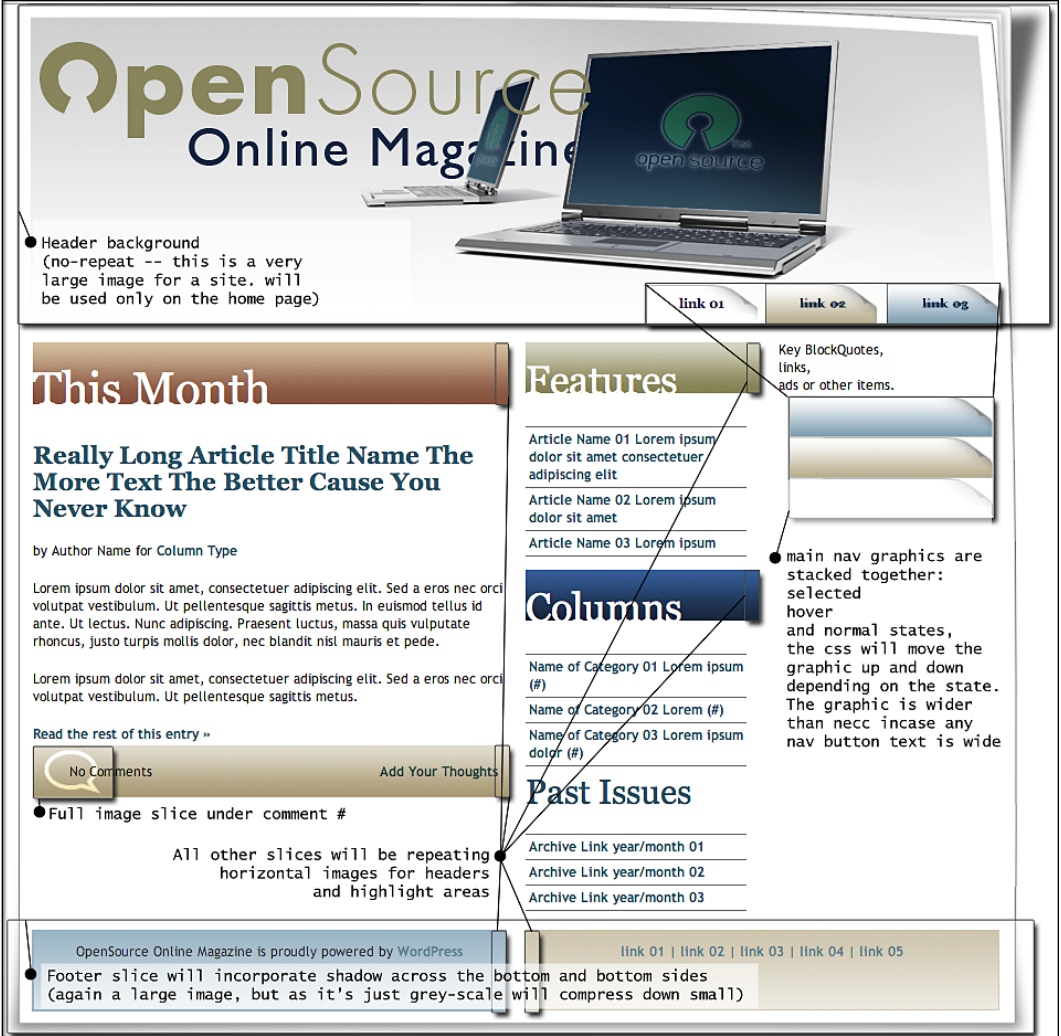 OpenSource
Online Magazine
open source
TM
open
Header background
(no-repeat -- this is a very
large image for a site. will
be used only on the home page)
link 01
link 02
link 03
This Month
Really Long Article Title Name The
More Text The Better Cause You
Never Know
by Author Name for Column Type
Lorem ipsum dolor sit amet, consectetuer adipiscing elit. Sed a eros nec orci
volutpat vestibulum. Ut pellentesque sagittis metus. In euismod tellus id
ante. Ut lectus. Nunc adipiscing. Praesent luctus, massa quis vulputate
rhoncus, justo turpis mollis dolor, nec blandit nisl mauris et pede.
Lorem ipsum dolor sit amet, consectetuer adipiscing elit. Sed a eros nec orci
volutpat vestibulum. Ut pellentesque sagittis metus.
Read the rest of this entry »
No Comments
Add Your Thoughts
Full image slice under comment #
All other slices will be repeating
horizontal images for headers
and highlight areas
Features
Article Name 01 Lorem ipsum
dolor sit amet consectetuer
adipiscing elit
Article Name 02 Lorem ipsum
dolor sit amet
Article Name 03 Lorem ipsum
Columns
Name of Category 01 Lorem ipsum
(#)
Name of Category 02 Lorem (#)
Name of Category 03 Lorem ipsum
dolor (#)
Past Issues
Archive Link year/month 01
Archive Link year/month 02
Archive Link year/month 03
Key BlockQuotes,
links,
ads or other items.
main nav graphics are
stacked together:
selected
hover
and normal states,
the css will move the
graphic up and down
depending on the state.
The graphic is wider
than necc incase any
nav button text is wide
OpenSource Online Magazine is proudly powered by WordPress
link 01 | link 02 | link 03 | link 04 | link 05
Footer slice will incorporate shadow across the bottom and bottom sides
(again a large image, but as it's just grey-scale will compress down small)